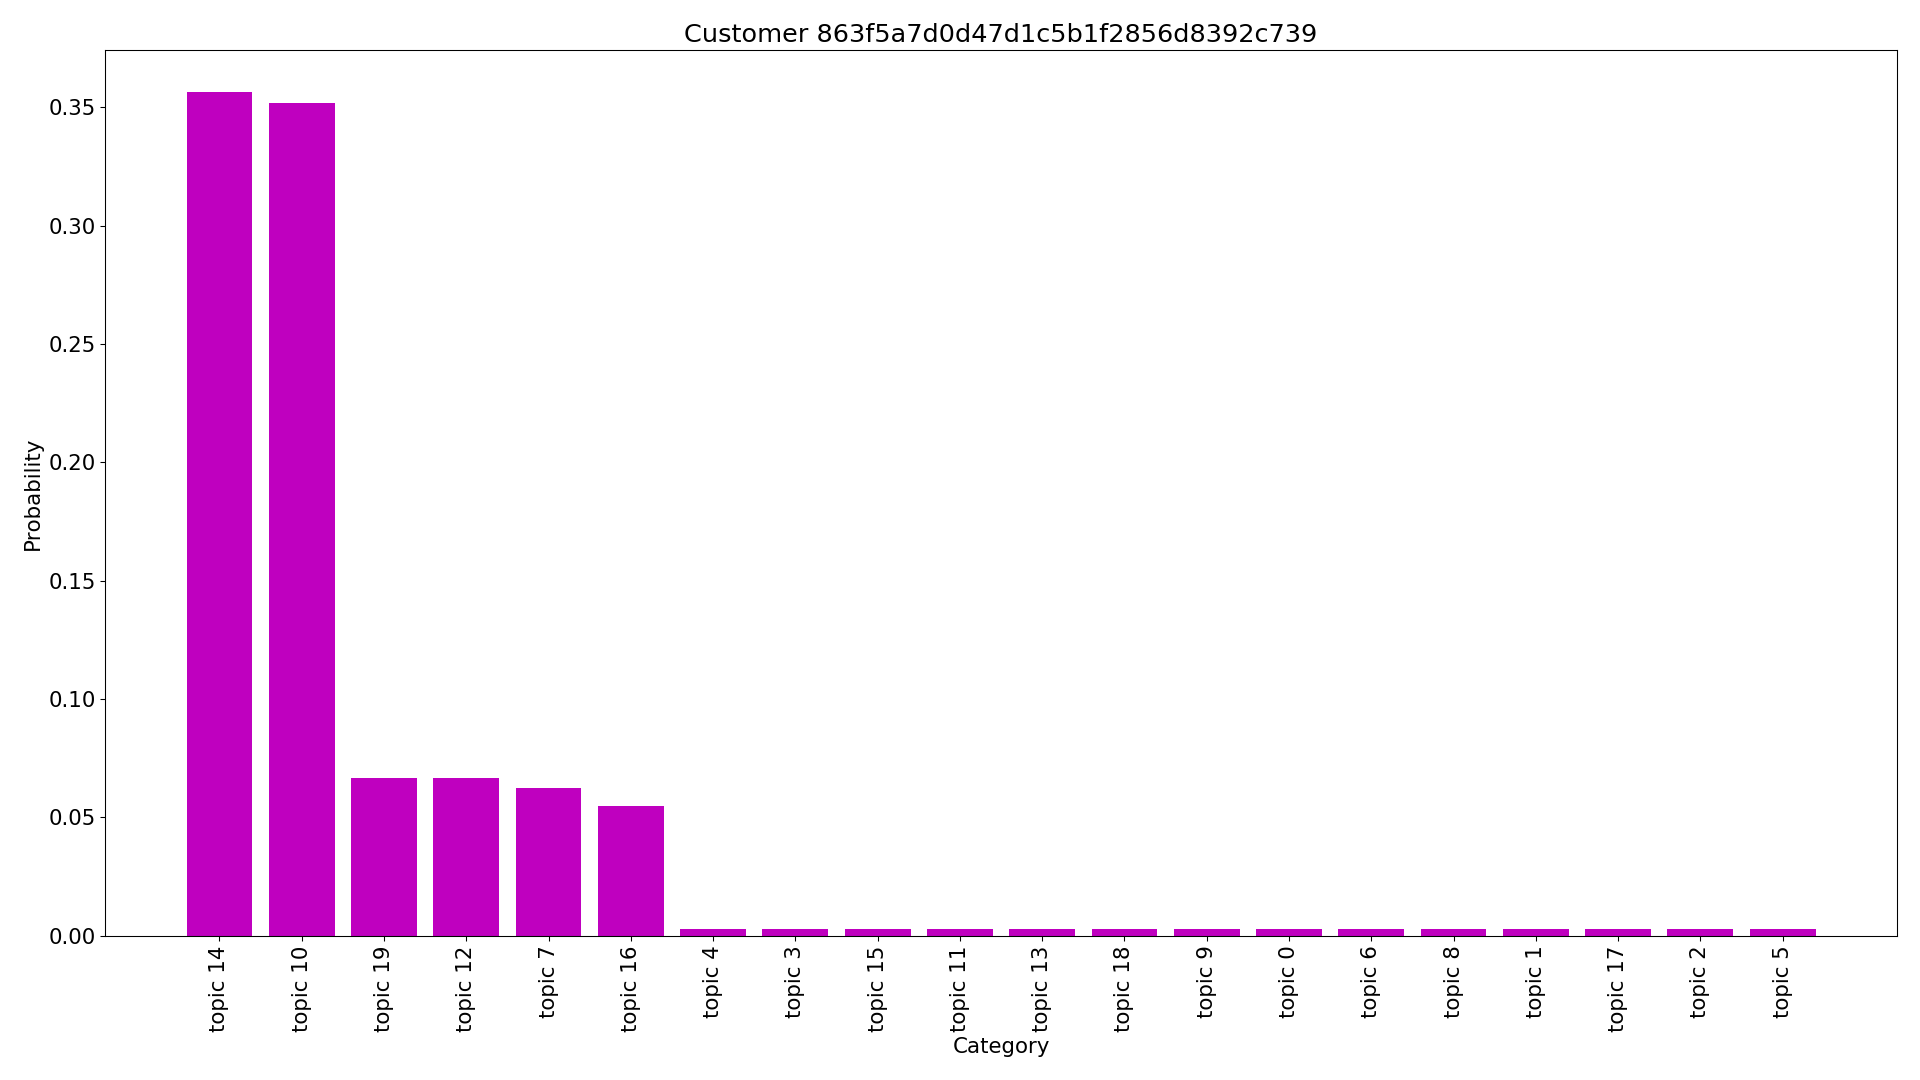 Customer 863f5a7d0d47d1c5b1f2856d8392c739
Probability
0.35
0.30
0.25
0.20
0.15
0.10
0.05
0.00
topic 14
topic 10
topic 19
topic 12
topic 7
topic 16
topic 4
topic 3
topic 15
topic 11
topic 13
topic 18
topic 9
topic 0
topic 6
topic 8
topic 1
topic 17
topic 2
topic 5
Category